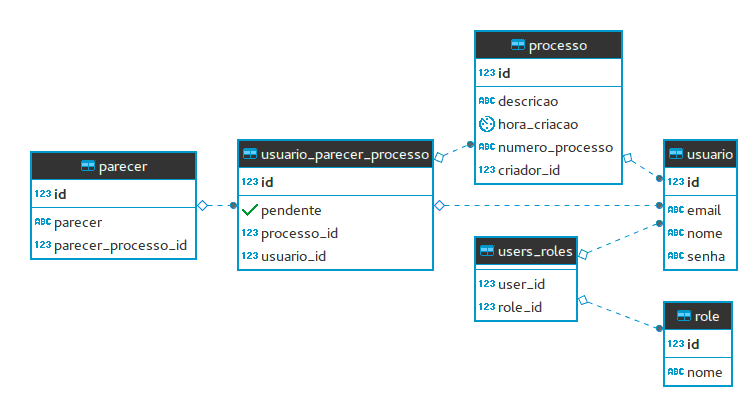 parecer
123 id
ABC parecer
123 parecer_processo_id
usuario_parecer_processo
123 id
pendente
123 processo_id
123 usuario_id
processo
123 id
ABC descricao
hora_criacao
ABC numero_processo
123 criador_id
users_roles
123 user_id
123 role_id
usuario
123 id
ABC email
ABC nome
ABC senha
role
123 id
ABC nome